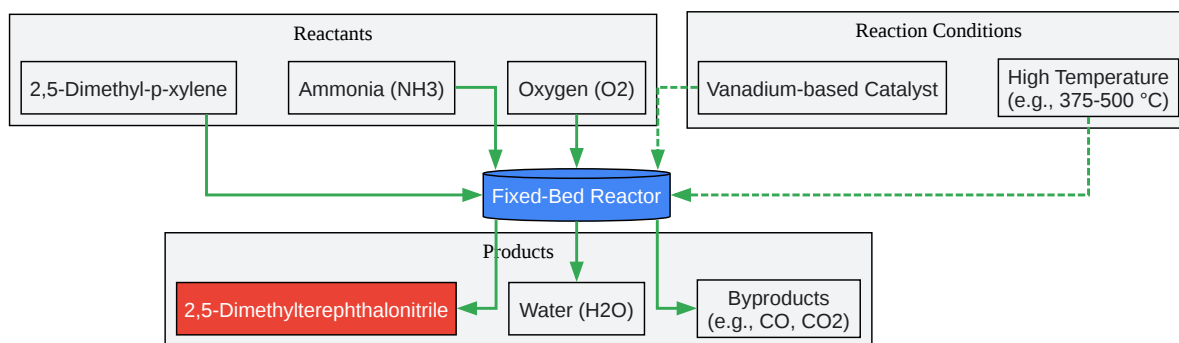 Reactants
2,5-Dimethyl-p-xylene
Ammonia (NH3)
Oxygen (O2)
Reaction Conditions
Vanadium-based Catalyst
High Temperature
(e.g., 375-500 °C)
Fixed-Bed Reactor
Products
2,5-Dimethylterephthalonitrile
Water (H2O)
Byproducts
(e.g., CO, CO2)